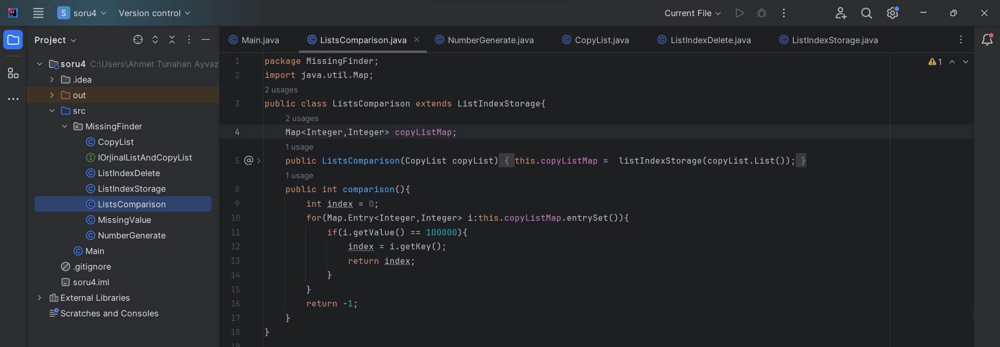 S soru4 Version control Current File
Project
Main.java ListsComparison.java NumberGenerate.java CopyList.java ListIndexDelete.java ListIndexStorage.java
soru4 C:\Users\Ahmet Tunahan Ayvaz
.idea
out
src
MissingFinder
CopyList
IOrjinalListAndCopyList
ListIndexDelete
ListIndexStorage
ListsComparison
MissingValue
NumberGenerate
Main
.gitignore
soru4.iml
External Libraries
Scratches and Consoles
1 package MissingFinder;
2 import java.util.Map;
2 usages
3 public class ListsComparison extends ListIndexStorage{
2 usages
4 Map<Integer,Integer> copyListMap;
1 usage
5 public ListsComparison(CopyList copyList) { this.copyListMap = listIndexStorage(copyList.List()); }
1 usage
8 public int comparison(){
9 int index = 0;
10 for(Map.Entry<Integer,Integer> i:this.copyListMap.entrySet()){
11 if(i.getValue() == 100000){
12 index = i.getKey();
13 return index;
14 }
15 }
16 return -1;
17 }
18 }
19
1